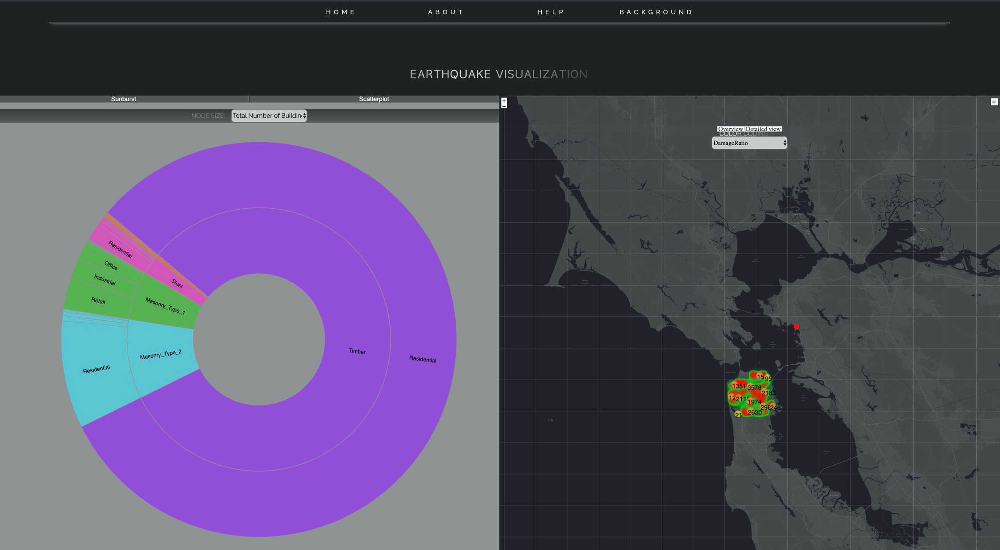 HOME ABOUT HELP BACKGROUND
EARTHQUAKE VISUALIZATION
Sunburst Scatterplot
NODE SIZE: Total Number of Buildin
Residential
Office
Industrial
Retail
Steel
Masonry_Type_1
Masonry_Type_2
Residential
Timber
Residential
+
−
Overview Detailed view
COLOR CODING
DamageRatio
15 95
1351 3578
2183
1974
246
21 2630